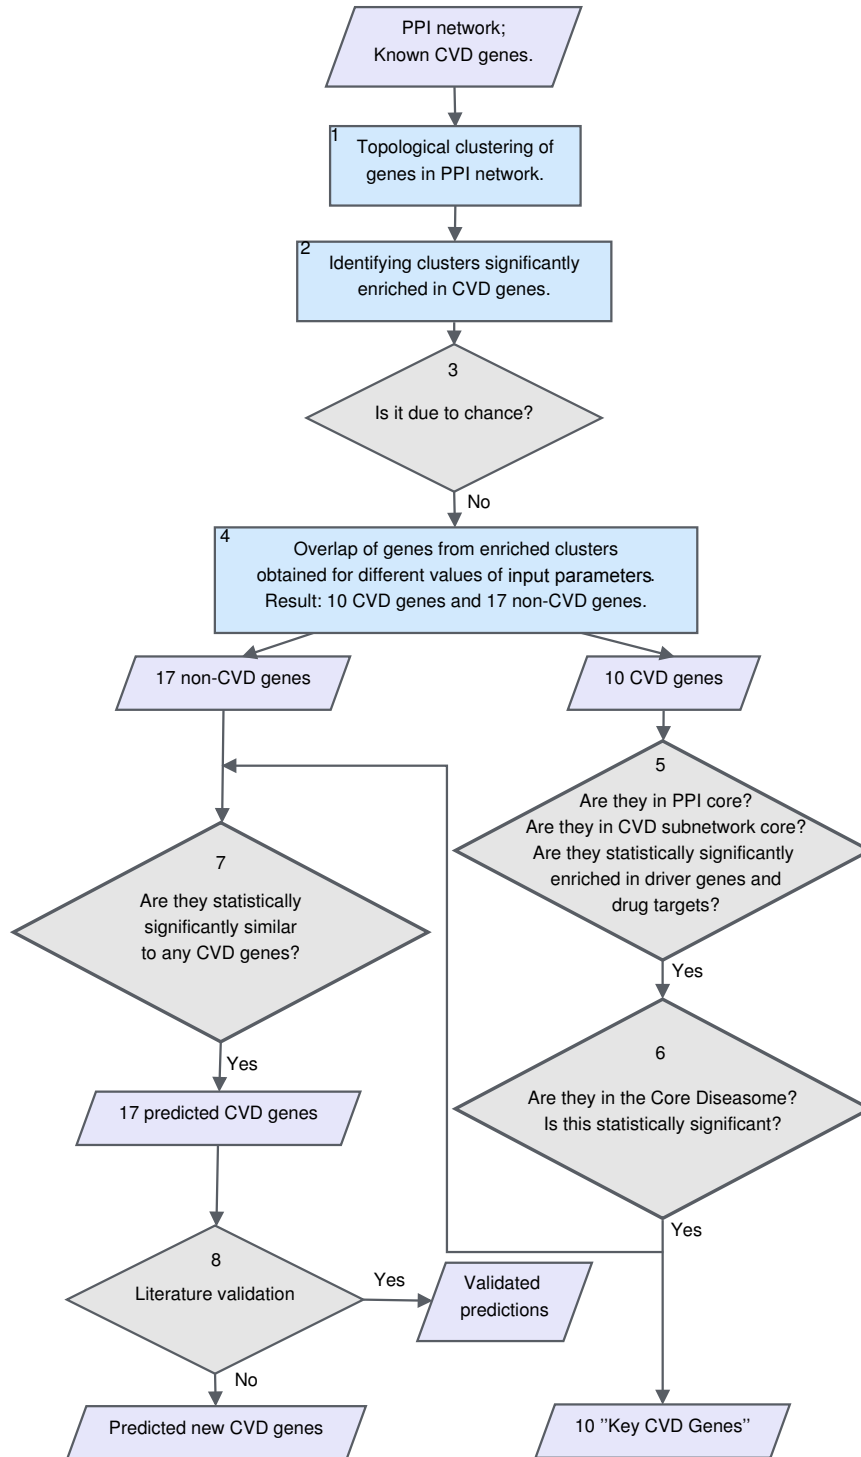 PPI network;
Known CVD genes.
1
Topological clustering of
genes in PPI network.
2
Identifying clusters significantly
enriched in CVD genes.
3
Is it due to chance?
No
4
Overlap of genes from enriched clusters
obtained for different values of input parameters.
Result: 10 CVD genes and 17 non-CVD genes.
17 non-CVD genes
10 CVD genes
5
Are they in PPI core?
Are they in CVD subnetwork core?
Are they statistically significantly
enriched in driver genes and
drug targets?
Yes
7
Are they statistically
significantly similar
to any CVD genes?
Yes
6
Are they in the Core Diseasome?
Is this statistically significant?
Yes
17 predicted CVD genes
8
Literature validation
Yes
Validated
predictions
No
Predicted new CVD genes
10 ''Key CVD Genes''